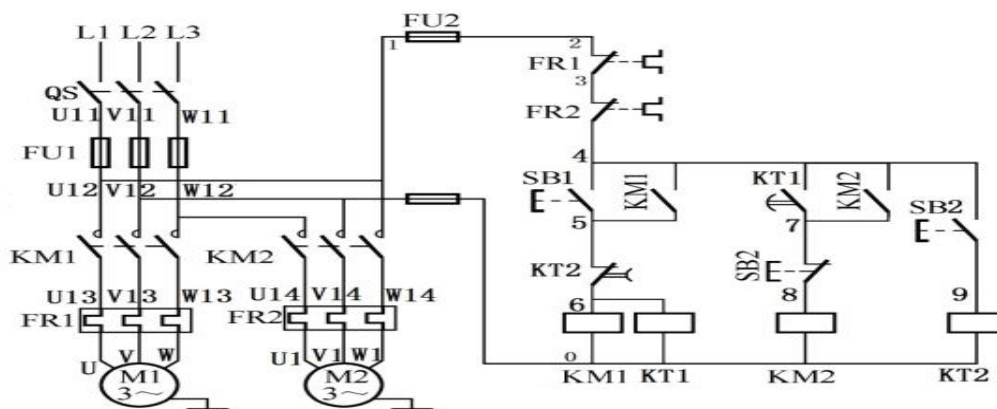 L1 L2 L3
FU2
1
2
FR1
3
QS
U11 V11 W11
FR2
FU1
4
U12 V12 W12
SB1
KM1
KT1
KM2
SB2
5
7
KM1
KM2
KT2
SB2
U13 V13 W13
U14 V14 W14
6
8
9
FR1
FR2
U V W
U1 V1 W1
0
M1
3~
M2
3~
KM1 KT1 KM2 KT2